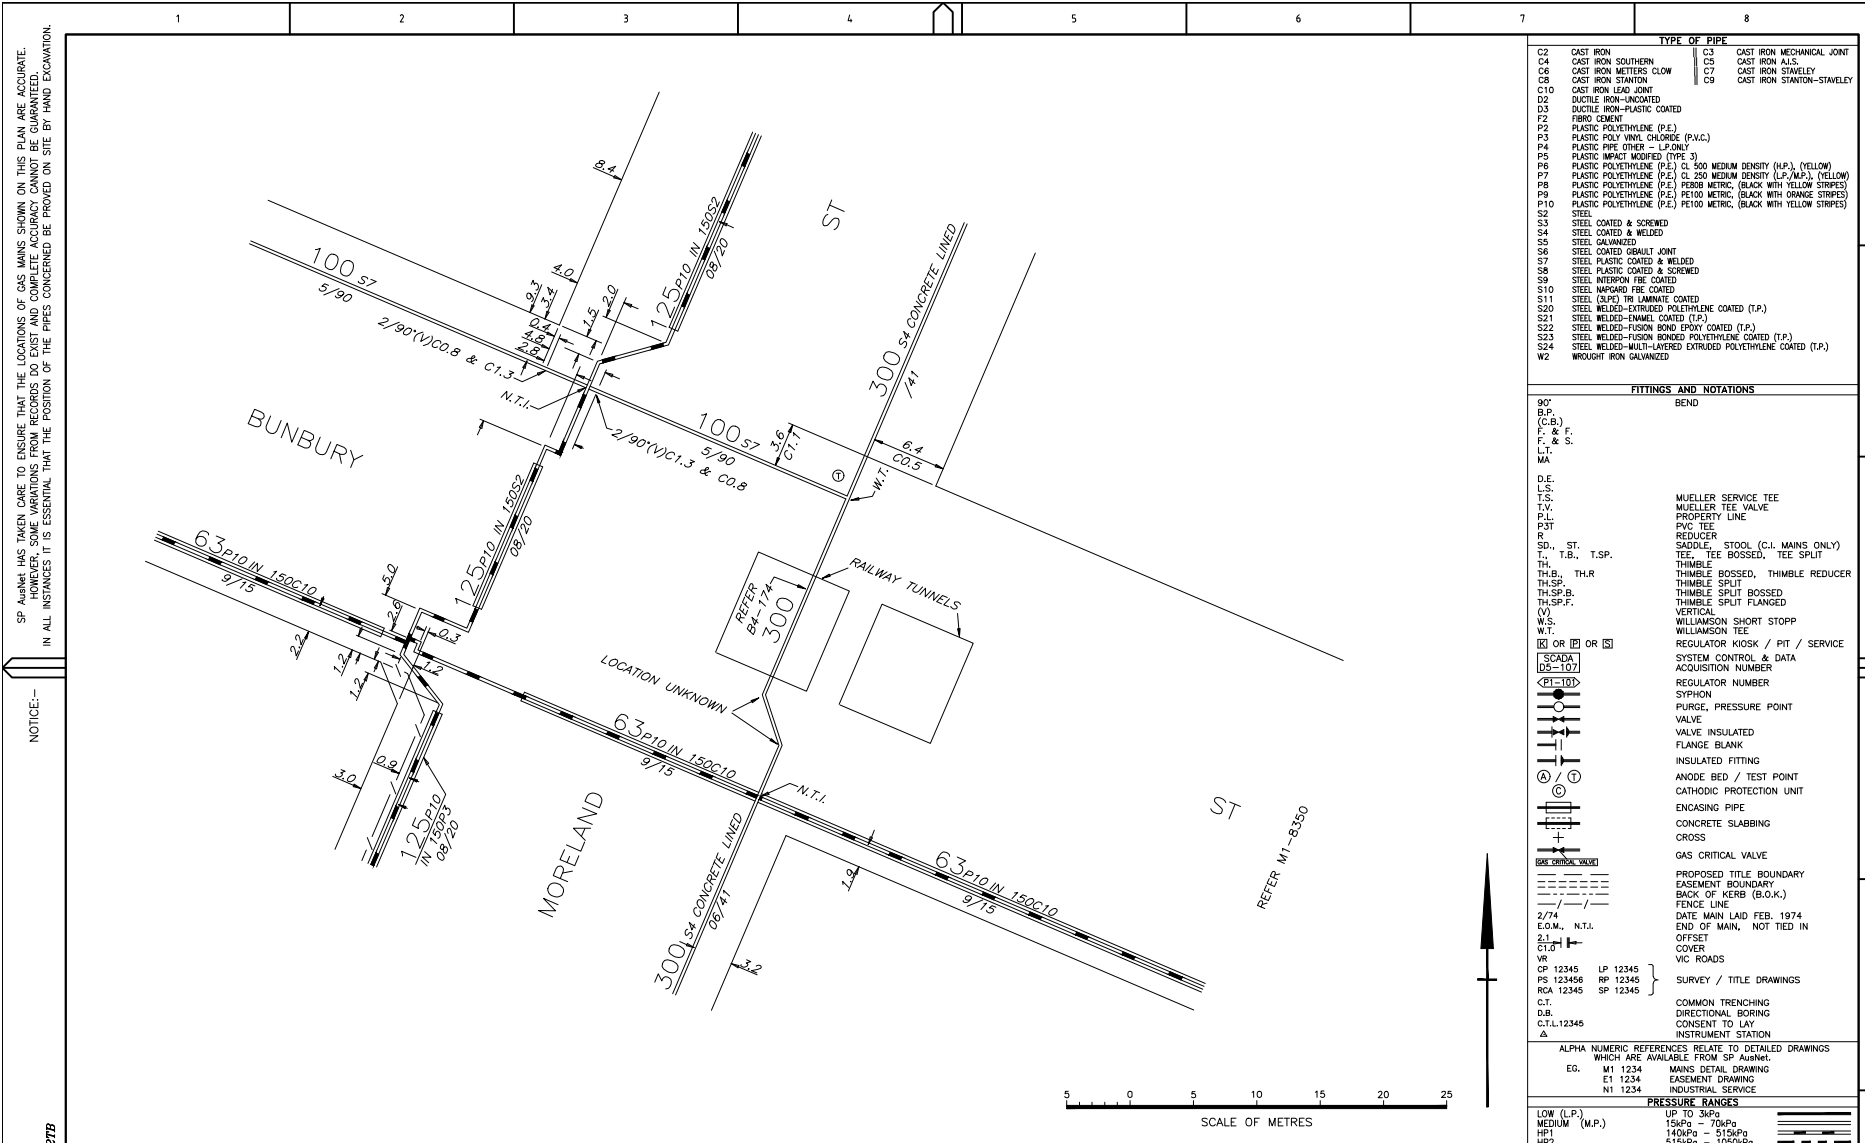 1 2 3 4 5 6 7 8
SP AusNet HAS TAKEN CARE TO ENSURE THAT THE LOCATIONS OF GAS MAINS SHOWN ON THIS PLAN ARE ACCURATE.
HOWEVER, SOME VARIATIONS FROM RECORDS DO EXIST AND COMPLETE ACCURACY CANNOT BE GUARANTEED.
IN ALL INSTANCES IT IS ESSENTIAL THAT THE POSITION OF THE PIPES CONCERNED BE PROVED ON SITE BY HAND EXCAVATION.
NOTICE:-
8.4
ST
125 P10 IN 150S2
08/20
100 S7
5/90
4.0
9.3
3.4
0.4
4.8
2.8
1.5
2.0
2/90°(V)C0.8 & C1.3
N.T.I.
300 S4 CONCRETE LINED
/41
BUNBURY
2/90°(V)C1.3 & C0.8
100 S7
5/90
3.6
C1.1
T
6.4
C0.5
W.T.
125 P10 IN 150S2
08/20
63 P10 IN 150C10
9/15
5.0
2.6
0.3
2.2
1.2
1.2
1.2
RAILWAY TUNNELS
REFER
B4-174
300
LOCATION UNKNOWN
63 P10 IN 150C10
9/15
3.0
0.9
125 P10
IN 150P3
08/20
N.T.I.
MORELAND
ST
REFER M1-8350
300 S4 CONCRETE LINED
06/41
1.9
63 P10 IN 150C10
9/15
3.2
5 0 5 10 15 20 25
SCALE OF METRES
TYPE OF PIPE
C2 CAST IRON C3 CAST IRON MECHANICAL JOINT
C4 CAST IRON SOUTHERN C5 CAST IRON A.I.S.
C6 CAST IRON METTERS CLOW C7 CAST IRON STAVELEY
C8 CAST IRON STANTON C9 CAST IRON STANTON-STAVELEY
C10 CAST IRON LEAD JOINT
D2 DUCTILE IRON-UNCOATED
D3 DUCTILE IRON-PLASTIC COATED
F2 FIBRO CEMENT
P2 PLASTIC POLYETHYLENE (P.E.)
P3 PLASTIC POLY VINYL CHLORIDE (P.V.C.)
P4 PLASTIC PIPE OTHER - L.P.ONLY
P5 PLASTIC IMPACT MODIFIED (TYPE 3)
P6 PLASTIC POLYETHYLENE (P.E.) CL 500 MEDIUM DENSITY (H.P.), (YELLOW)
P7 PLASTIC POLYETHYLENE (P.E.) CL 250 MEDIUM DENSITY (L.P./M.P.), (YELLOW)
P8 PLASTIC POLYETHYLENE (P.E.) PE80B METRIC, (BLACK WITH YELLOW STRIPES)
P9 PLASTIC POLYETHYLENE (P.E.) PE100 METRIC, (BLACK WITH ORANGE STRIPES)
P10 PLASTIC POLYETHYLENE (P.E.) PE100 METRIC, (BLACK WITH YELLOW STRIPES)
S2 STEEL
S3 STEEL COATED & SCREWED
S4 STEEL COATED & WELDED
S5 STEEL GALVANIZED
S6 STEEL COATED GIBAULT JOINT
S7 STEEL PLASTIC COATED & WELDED
S8 STEEL PLASTIC COATED & SCREWED
S9 STEEL INTERPON FBE COATED
S10 STEEL NAPGARD FBE COATED
S11 STEEL (3LPE) TRI LAMINATE COATED
S20 STEEL WELDED-EXTRUDED POLETHYLENE COATED (T.P.)
S21 STEEL WELDED-ENAMEL COATED (T.P.)
S22 STEEL WELDED-FUSION BOND EPOXY COATED (T.P.)
S23 STEEL WELDED-FUSION BONDED POLYETHYLENE COATED (T.P.)
S24 STEEL WELDED-MULTI-LAYERED EXTRUDED POLYETHYLENE COATED (T.P.)
W2 WROUGHT IRON GALVANIZED
FITTINGS AND NOTATIONS
90° BEND
B.P.
(C.B.)
F. & F.
F. & S.
L.T.
MA
D.E.
L.S.
T.S. MUELLER SERVICE TEE
T.V. MUELLER TEE VALVE
P.L. PROPERTY LINE
P3T PVC TEE
R REDUCER
SD., ST. SADDLE, STOOL (C.I. MAINS ONLY)
T., T.B., T.SP. TEE, TEE BOSSED, TEE SPLIT
TH. THIMBLE
TH.B., TH.R THIMBLE BOSSED, THIMBLE REDUCER
TH.SP. THIMBLE SPLIT
TH.SP.B. THIMBLE SPLIT BOSSED
TH.SP.F. THIMBLE SPLIT FLANGED
(V) VERTICAL
W.S. WILLIAMSON SHORT STOPP
W.T. WILLIAMSON TEE
K OR P OR S REGULATOR KIOSK / PIT / SERVICE
SCADA SYSTEM CONTROL & DATA
D5-107 ACQUISITION NUMBER
P1-101 REGULATOR NUMBER
SYPHON
PURGE, PRESSURE POINT
VALVE
VALVE INSULATED
FLANGE BLANK
INSULATED FITTING
A / T ANODE BED / TEST POINT
C CATHODIC PROTECTION UNIT
ENCASING PIPE
CONCRETE SLABBING
CROSS
GAS CRITICAL VALVE GAS CRITICAL VALVE
PROPOSED TITLE BOUNDARY
EASEMENT BOUNDARY
BACK OF KERB (B.O.K.)
FENCE LINE
2/74 DATE MAIN LAID FEB. 1974
E.O.M., N.T.I. END OF MAIN, NOT TIED IN
2.1 OFFSET
C1.0 COVER
VR VIC ROADS
CP 12345 LP 12345
PS 123456 RP 12345 SURVEY / TITLE DRAWINGS
RCA 12345 SP 12345
C.T. COMMON TRENCHING
D.B. DIRECTIONAL BORING
C.T.L.12345 CONSENT TO LAY
INSTRUMENT STATION
ALPHA NUMERIC REFERENCES RELATE TO DETAILED DRAWINGS
WHICH ARE AVAILABLE FROM SP AusNet.
EG. M1 1234 MAINS DETAIL DRAWING
E1 1234 EASEMENT DRAWING
N1 1234 INDUSTRIAL SERVICE
PRESSURE RANGES
LOW (L.P.) UP TO 3kPa
MEDIUM (M.P.) 15kPa - 70kPa
HP1 140kPa - 515kPa
HP2 515kPa - 1050kPa